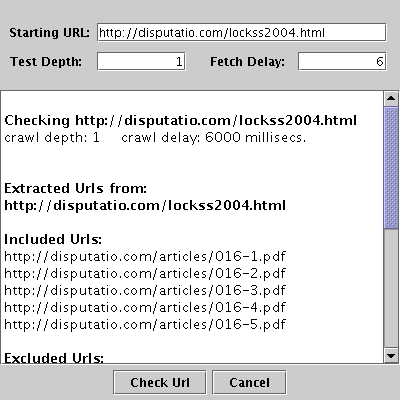 Starting URL: http://disputatio.com/lockss2004.html
Test Depth: 1 Fetch Delay: 6
Checking http://disputatio.com/lockss2004.html
crawl depth: 1 crawl delay: 6000 millisecs.
Extracted Urls from:
http://disputatio.com/lockss2004.html
Included Urls:
http://disputatio.com/articles/016-1.pdf
http://disputatio.com/articles/016-2.pdf
http://disputatio.com/articles/016-3.pdf
http://disputatio.com/articles/016-4.pdf
http://disputatio.com/articles/016-5.pdf
Excluded Urls:
Check Url Cancel